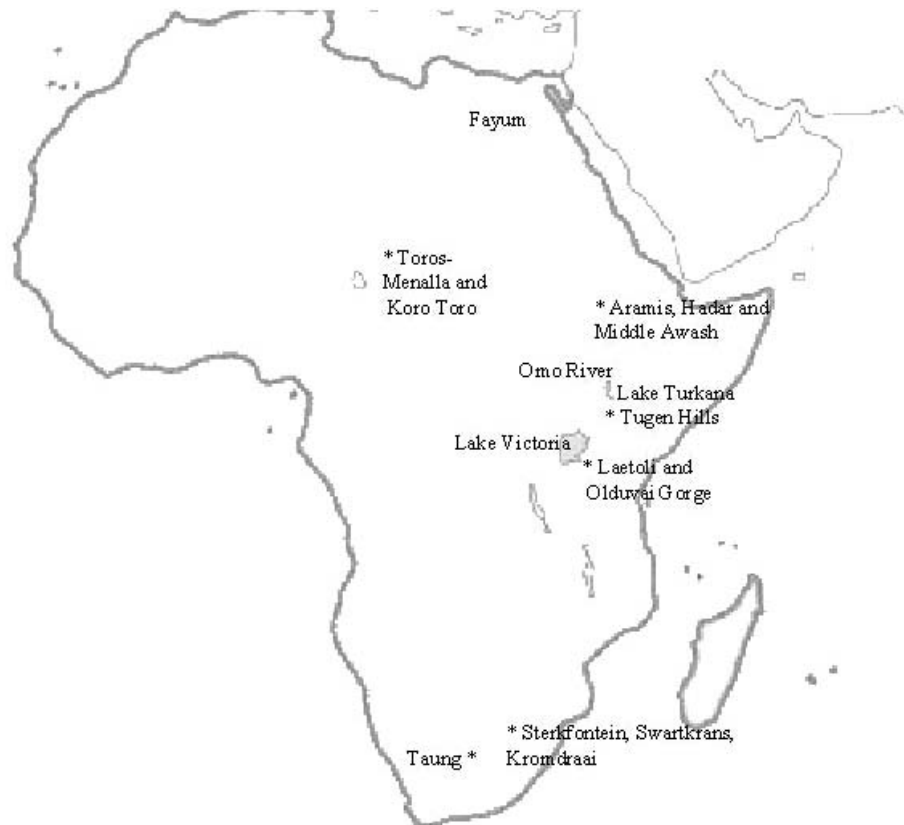 Fayum
* Toros-
Menalla and
Koro Toro
* Aramis, Hadar and
Middle Awash
Omo River
Lake Turkana
* Tugen Hills
Lake Victoria
* Laetoli and
Olduvai Gorge
* Sterkfontein, Swartkrans,
Kromdraai
Taung *